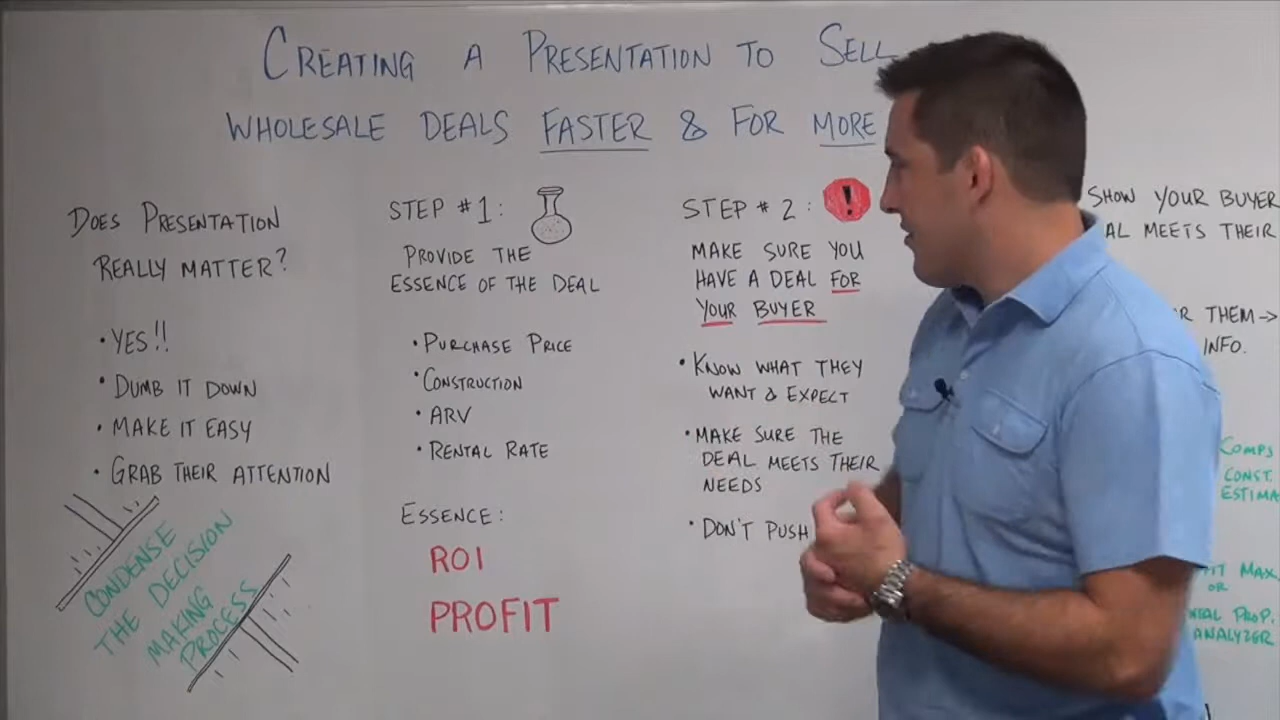 CREATING A PRESENTATION TO SELL
WHOLESALE DEALS FASTER & FOR MORE
DOES PRESENTATION
REALLY MATTER?
• YES!!
• DUMB IT DOWN
• MAKE IT EASY
• GRAB THEIR ATTENTION
CONDENSE
THE DECISION
MAKING
PROCESS
STEP #1:
PROVIDE THE
ESSENCE OF THE DEAL
• PURCHASE PRICE
• CONSTRUCTION
• ARV
• RENTAL RATE
ESSENCE:
ROI
PROFIT
STEP #2: !
MAKE SURE YOU
HAVE A DEAL FOR
YOUR BUYER
• KNOW WHAT THEY
WANT & EXPECT
• MAKE SURE THE
DEAL MEETS THEIR
NEEDS
• DON'T PUSH
SHOW YOUR BUYER
MEETS THEIR
THEM→
INFO.
COMPS
CONST.
MAX
OR
PROP.
ANALYZER